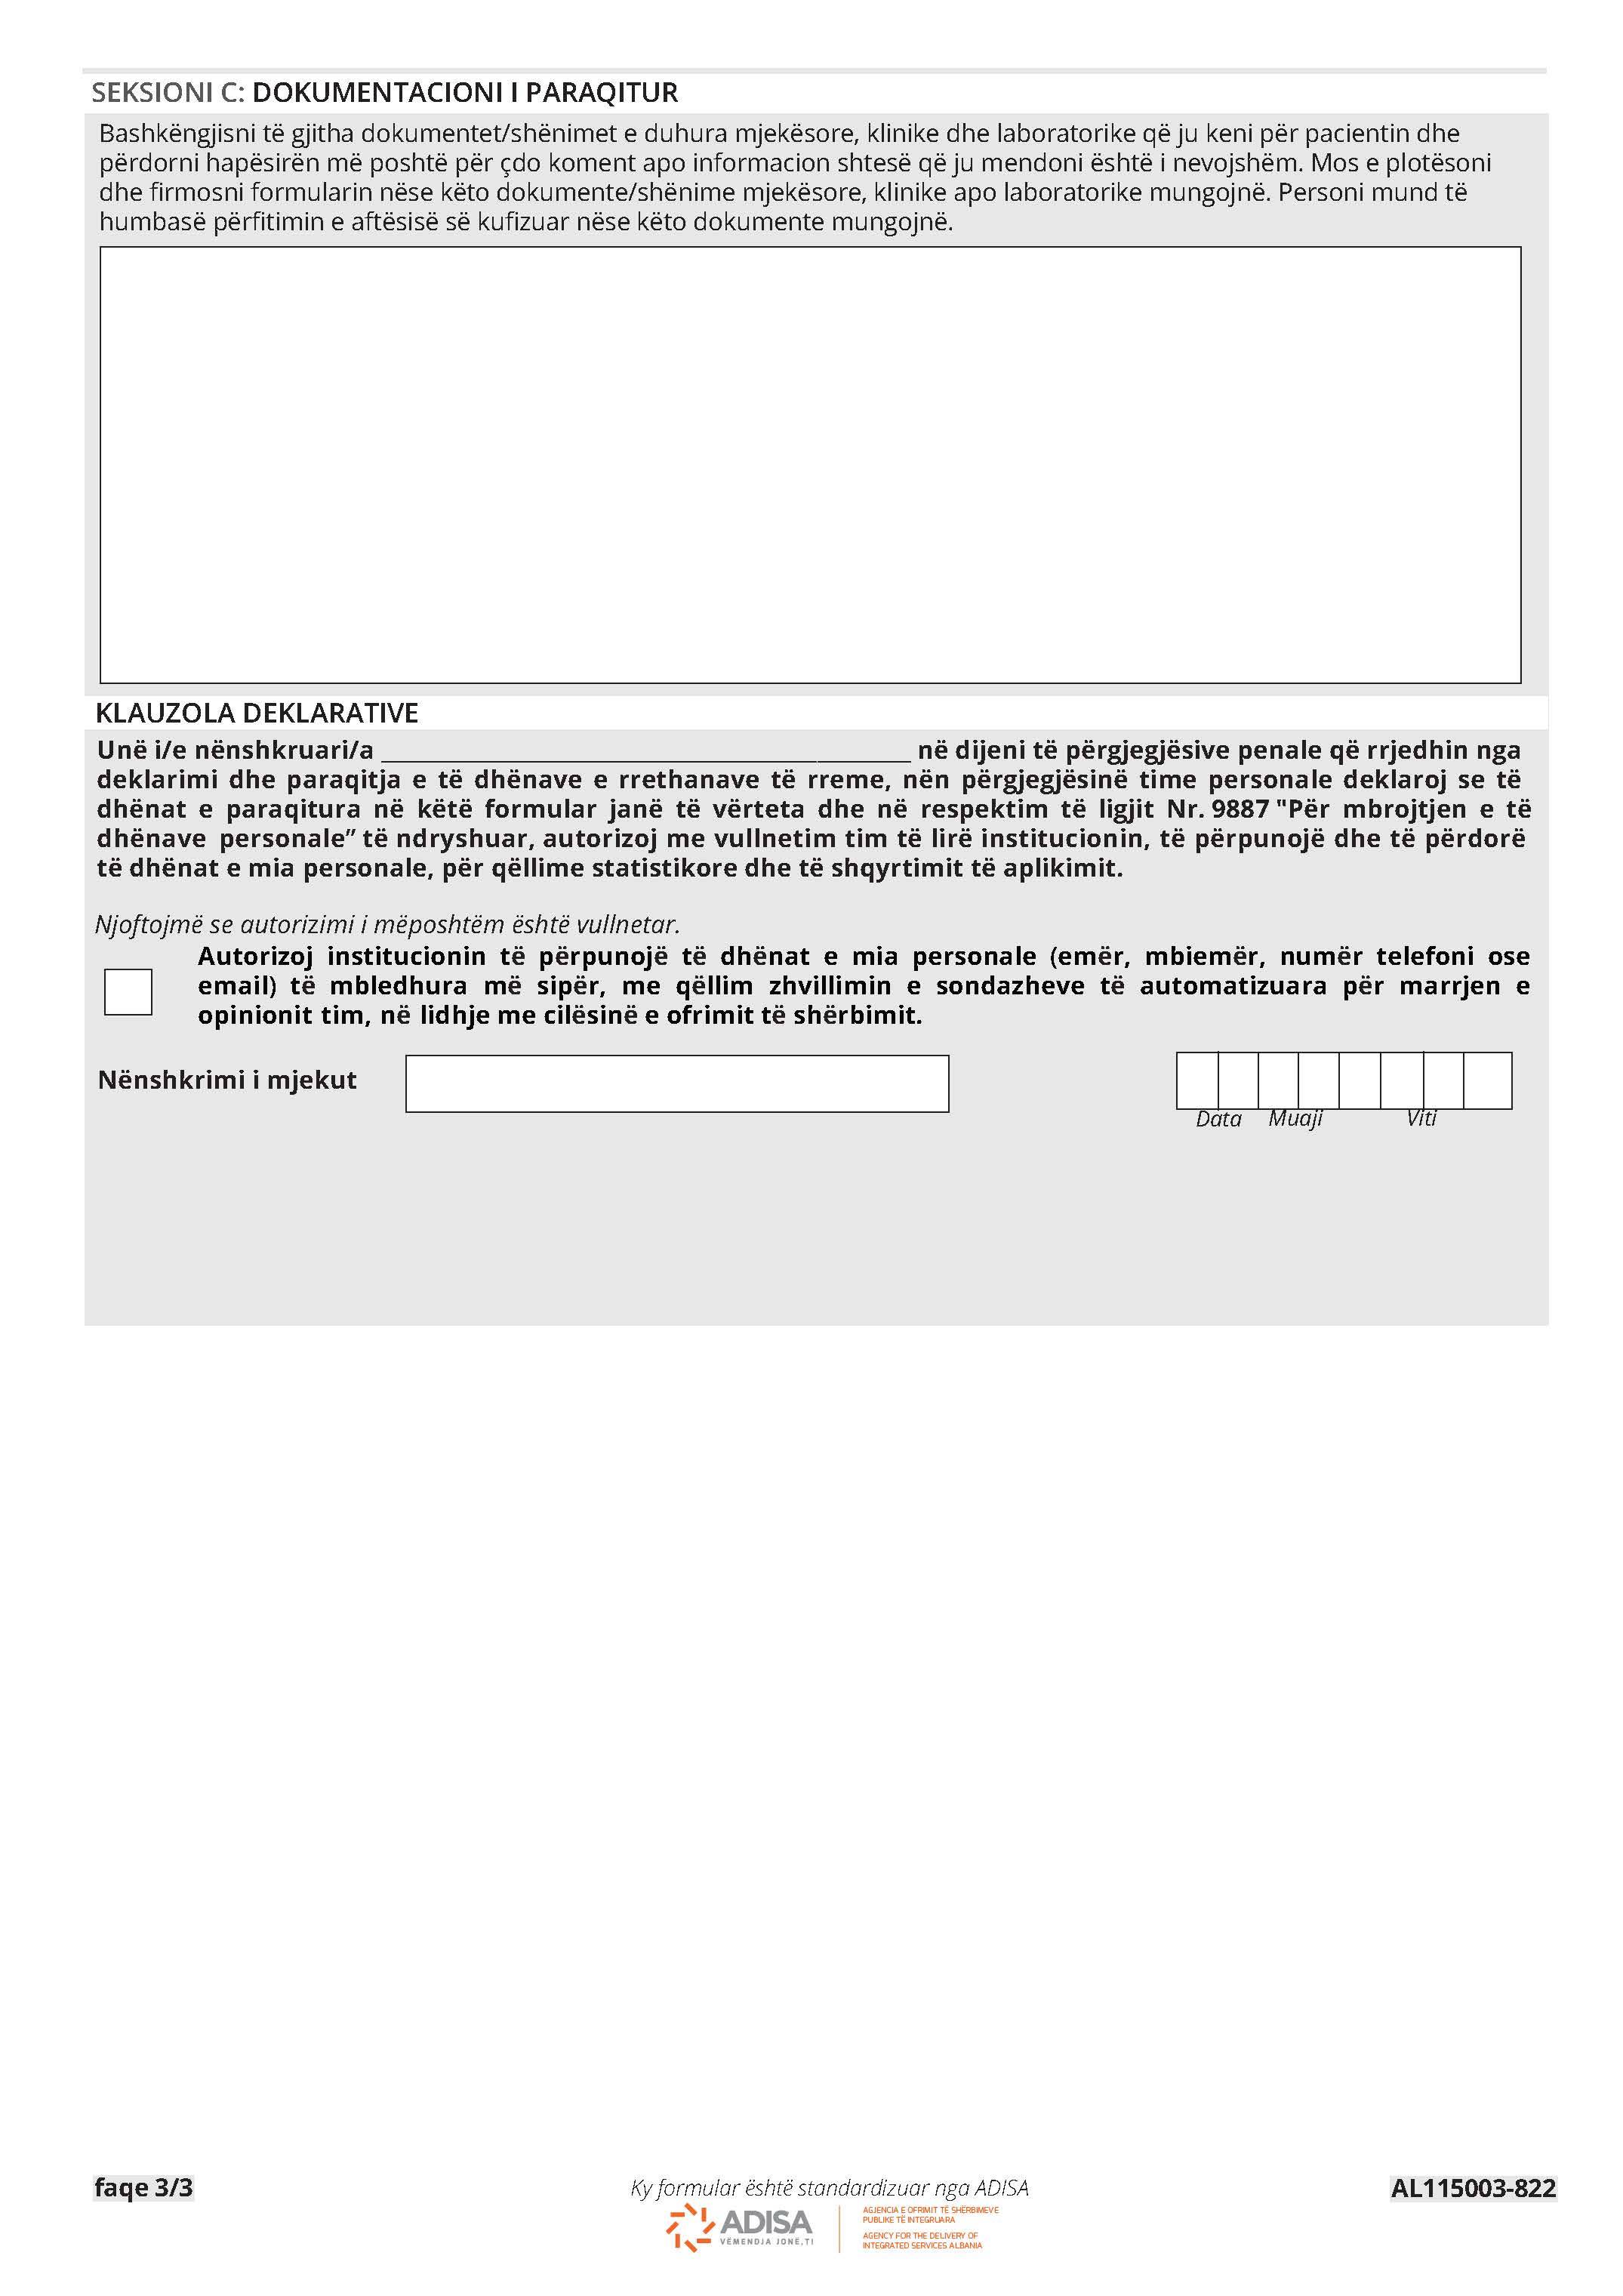 SEKSIONI C: DOKUMENTACIONI I PARAQITUR
Bashkëngjisni të gjitha dokumentet/shënimet e duhura mjekësore, klinike dhe laboratorike që ju keni për pacientin dhe
përdorni hapësirën më poshtë për çdo koment apo informacion shtesë që ju mendoni është i nevojshëm. Mos e plotësoni
dhe firmosni formularin nëse këto dokumente/shënime mjekësore, klinike apo laboratorike mungojnë. Personi mund të
humbasë përfitimin e aftësisë së kufizuar nëse këto dokumente mungojnë.
KLAUZOLA DEKLARATIVE
Unë i/e nënshkruari/a ________________________________________ në dijeni të përgjegjësive penale që rrjedhin nga
deklarimi dhe paraqitja e të dhënave e rrethanave të rreme, nën përgjegjësinë time personale deklaroj se të
dhënat e paraqitura në këtë formular janë të vërteta dhe në respektim të ligjit Nr. 9887 "Për mbrojtjen e të
dhënave personale” të ndryshuar, autorizoj me vullnetim tim të lirë institucionin, të përpunojë dhe të përdorë
të dhënat e mia personale, për qëllime statistikore dhe të shqyrtimit të aplikimit.
Njoftojmë se autorizimi i mëposhtëm është vullnetar.
Autorizoj institucionin të përpunojë të dhënat e mia personale (emër, mbiemër, numër telefoni ose
email) të mbledhura më sipër, me qëllim zhvillimin e sondazheve të automatizuara për marrjen e
opinionit tim, në lidhje me cilësinë e ofrimit të shërbimit.
Nënshkrimi i mjekut
Data Muaji Viti
faqe 3/3
Ky formular është standardizuar nga ADISA
AL115003-822
ADISA
VËMENDJA JONË,TI
AGJENCIA E OFRIMIT TË SHËRBIMEVE
PUBLIKE TË INTEGRUARA
AGENCY FOR THE DELIVERY OF
INTEGRATED SERVICES ALBANIA